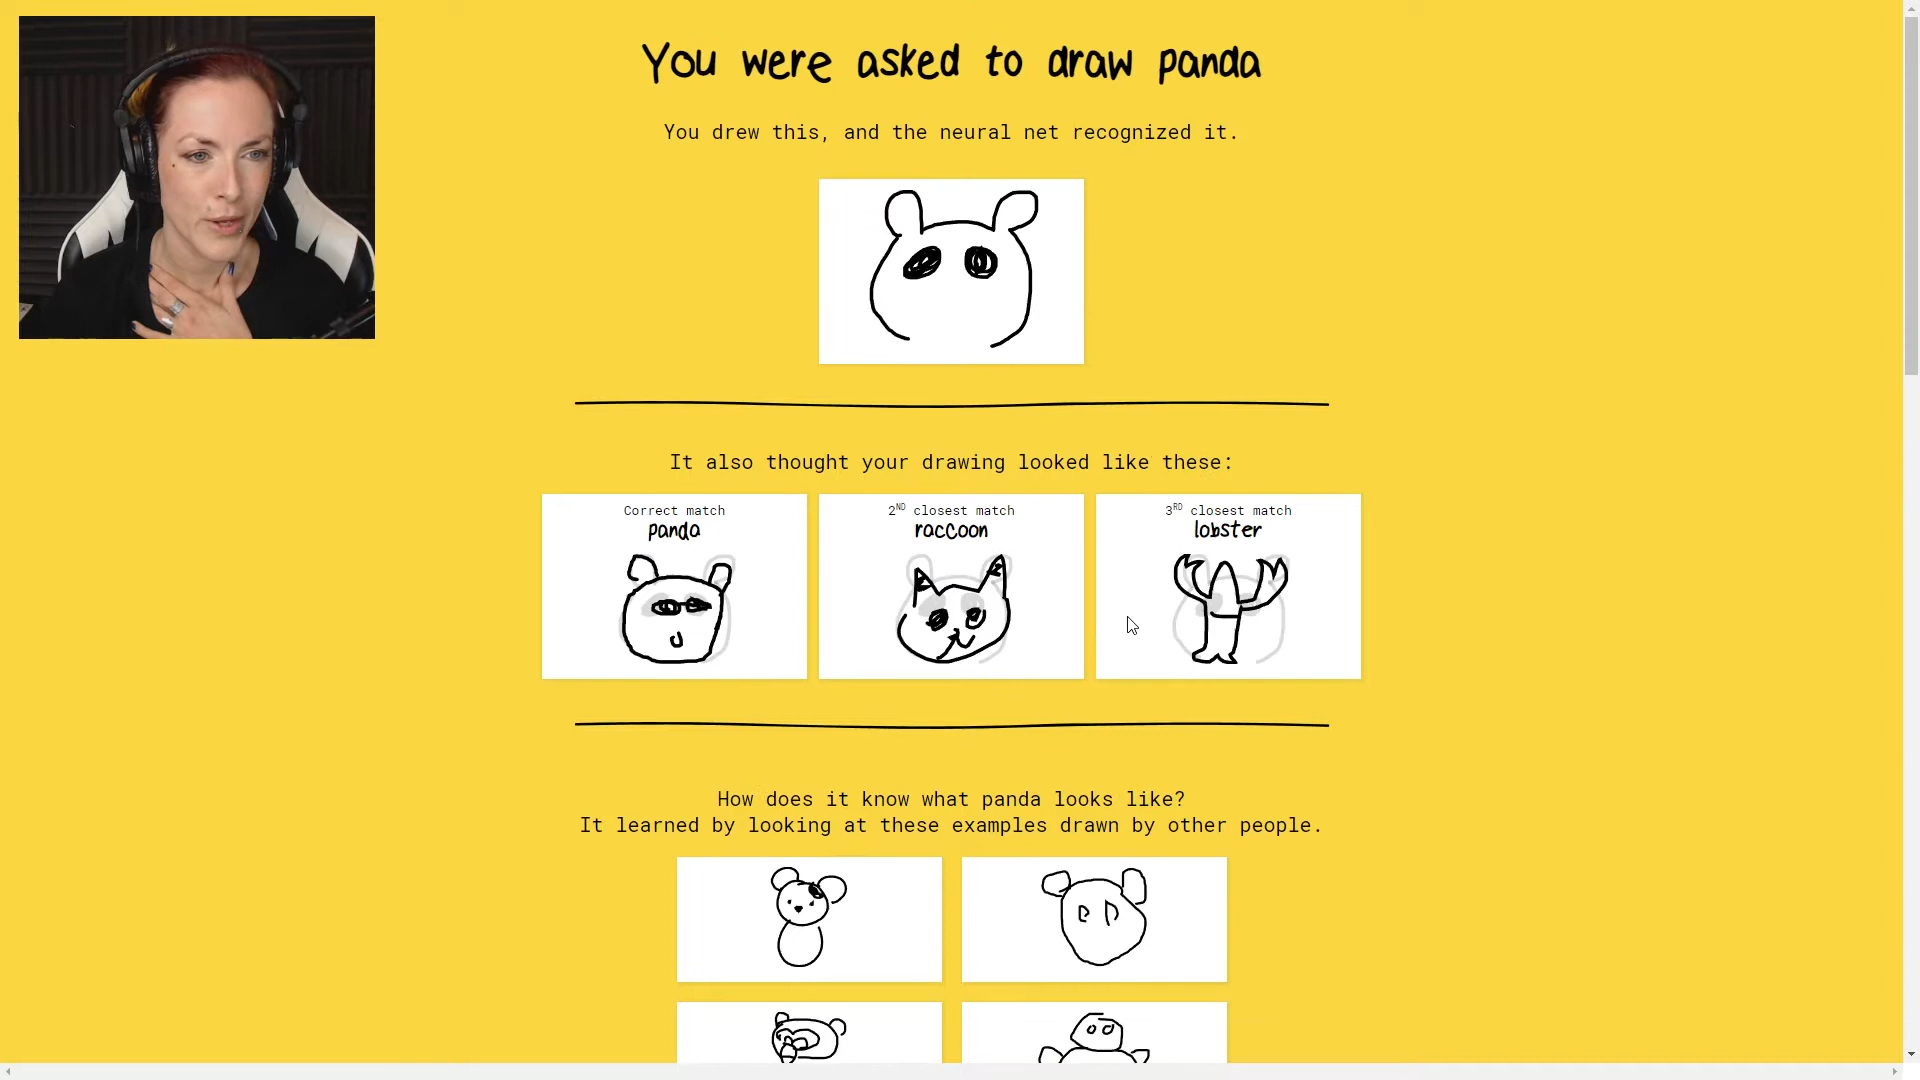 You were asked to draw panda
You drew this, and the neural net recognized it.
It also thought your drawing looked like these:
Correct match
panda
2ND closest match
raccoon
3RD closest match
lobster
How does it know what panda looks like?
It learned by looking at these examples drawn by other people.